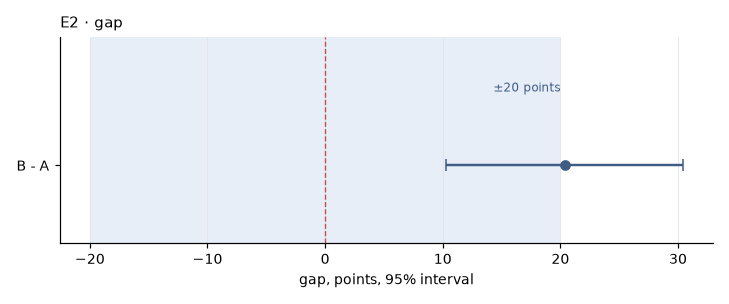 E2 · gap
±20 points
B - A
−20 −10 0 10 20 30
gap, points, 95% interval